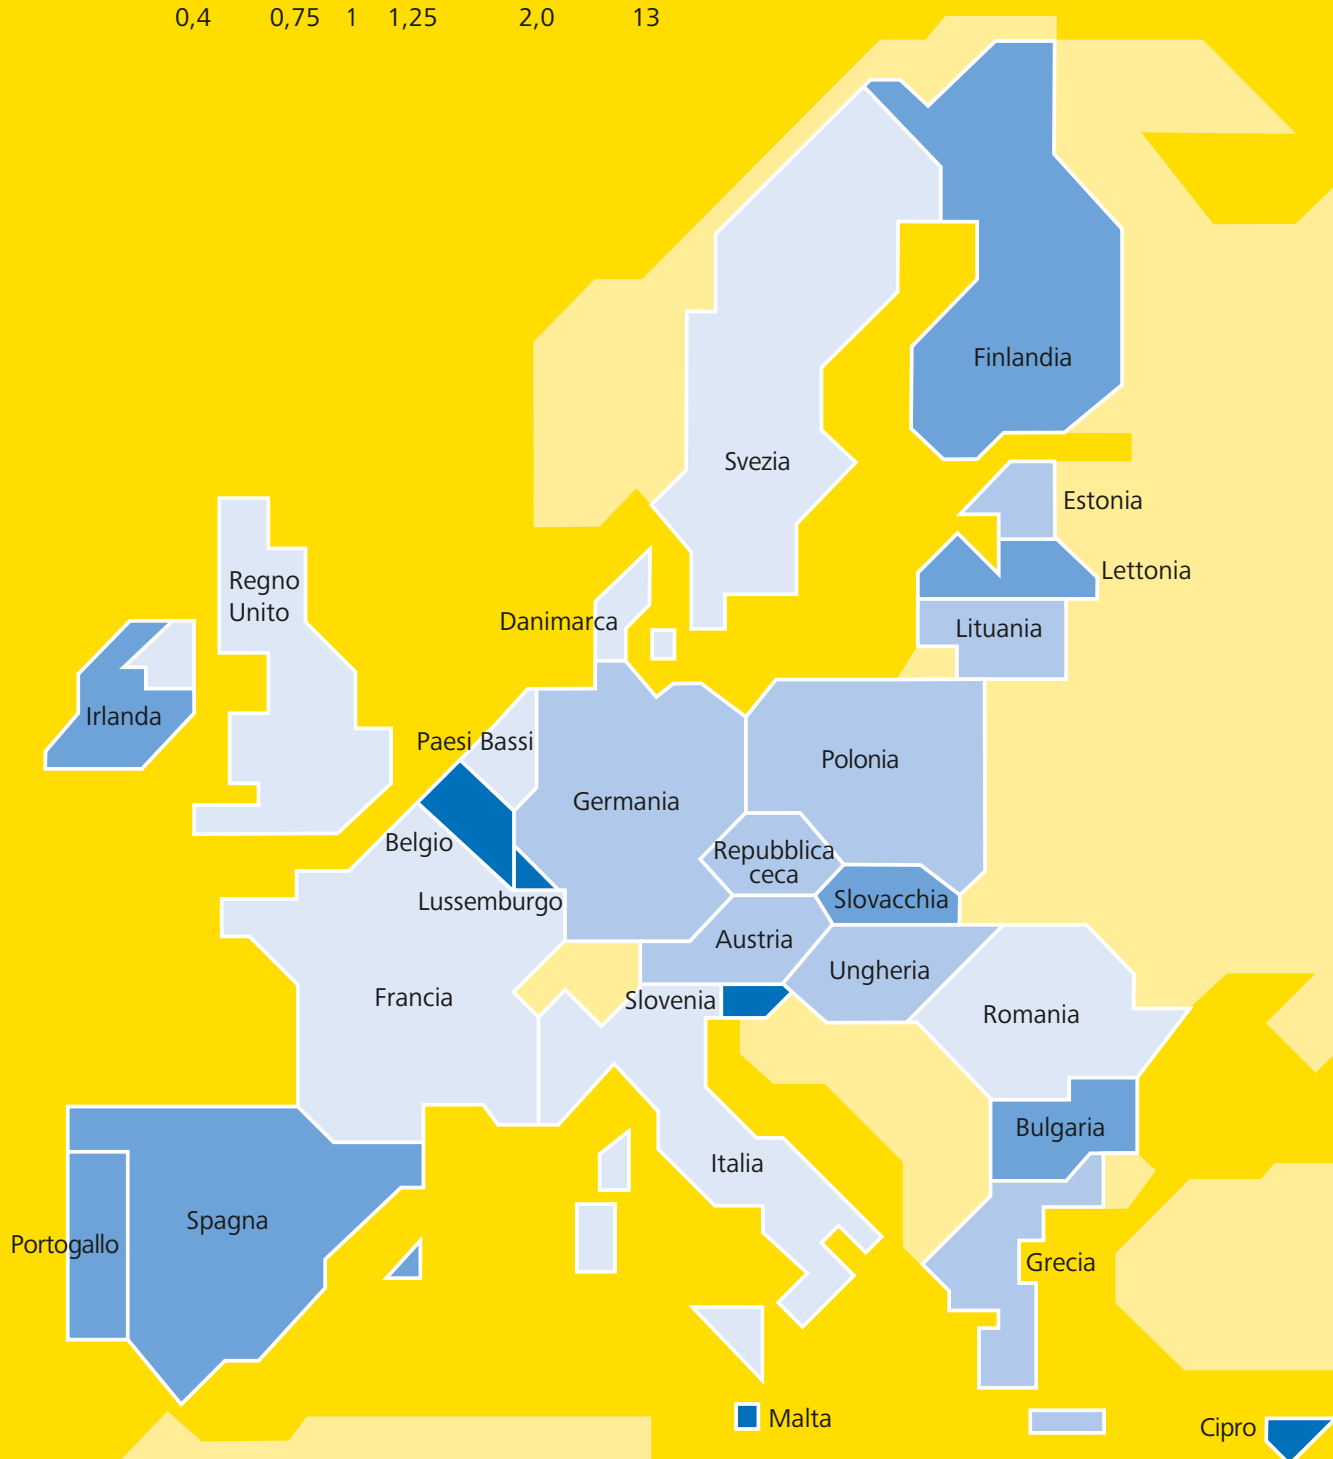 0,4 0,75 1 1,25 2,0 13
Finlandia
Svezia
Estonia
Lettonia
Regno
Unito
Danimarca
Lituania
Irlanda
Paesi Bassi
Polonia
Germania
Belgio
Repubblica
ceca
Lussemburgo
Slovacchia
Austria
Ungheria
Francia
Slovenia
Romania
Bulgaria
Italia
Spagna
Portogallo
Grecia
Malta
Cipro